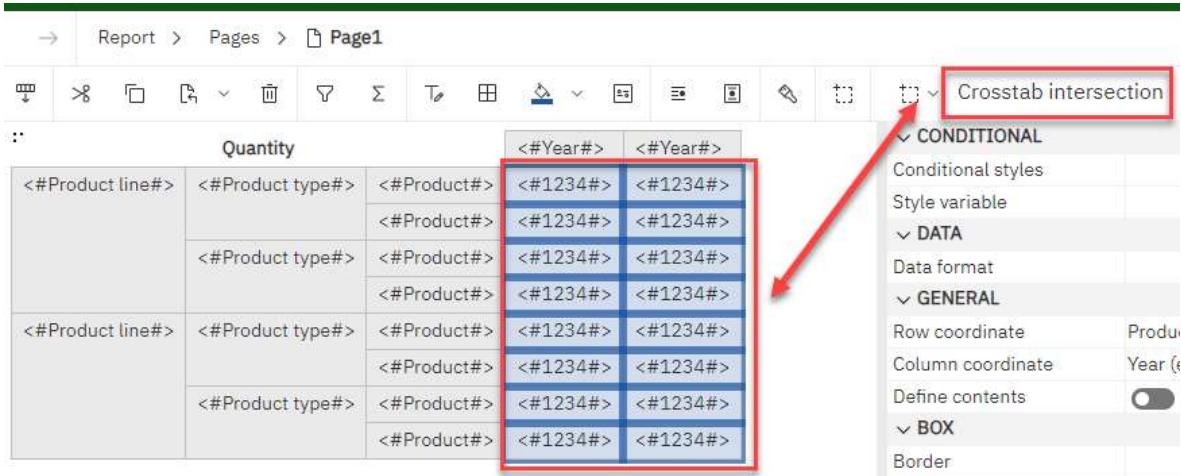 Report > Pages > Page1
Crosstab intersection
Quantity <#Year#> <#Year#>
<#Product line#> <#Product type#> <#Product#> <#1234#> <#1234#>
<#Product#> <#1234#> <#1234#>
<#Product type#> <#Product#> <#1234#> <#1234#>
<#Product#> <#1234#> <#1234#>
<#Product line#> <#Product type#> <#Product#> <#1234#> <#1234#>
<#Product#> <#1234#> <#1234#>
<#Product type#> <#Product#> <#1234#> <#1234#>
<#Product#> <#1234#> <#1234#>
CONDITIONAL
Conditional styles
Style variable
DATA
Data format
GENERAL
Row coordinate Produ
Column coordinate Year (
Define contents
BOX
Border